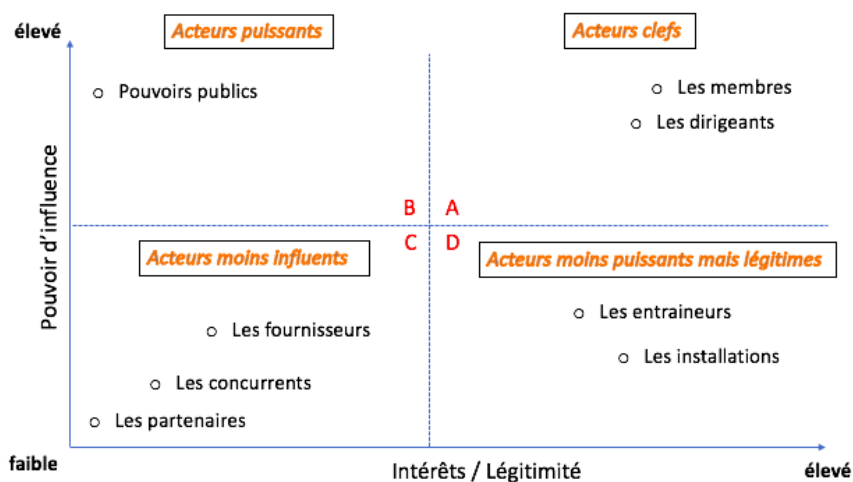 élevé
Acteurs puissants
Acteurs clefs
Pouvoirs publics
Les membres
Les dirigeants
Pouvoir d'influence
B
A
C
D
Acteurs moins influents
Acteurs moins puissants mais légitimes
Les fournisseurs
Les entraineurs
Les concurrents
Les installations
Les partenaires
faible
Intérêts / Légitimité
élevé